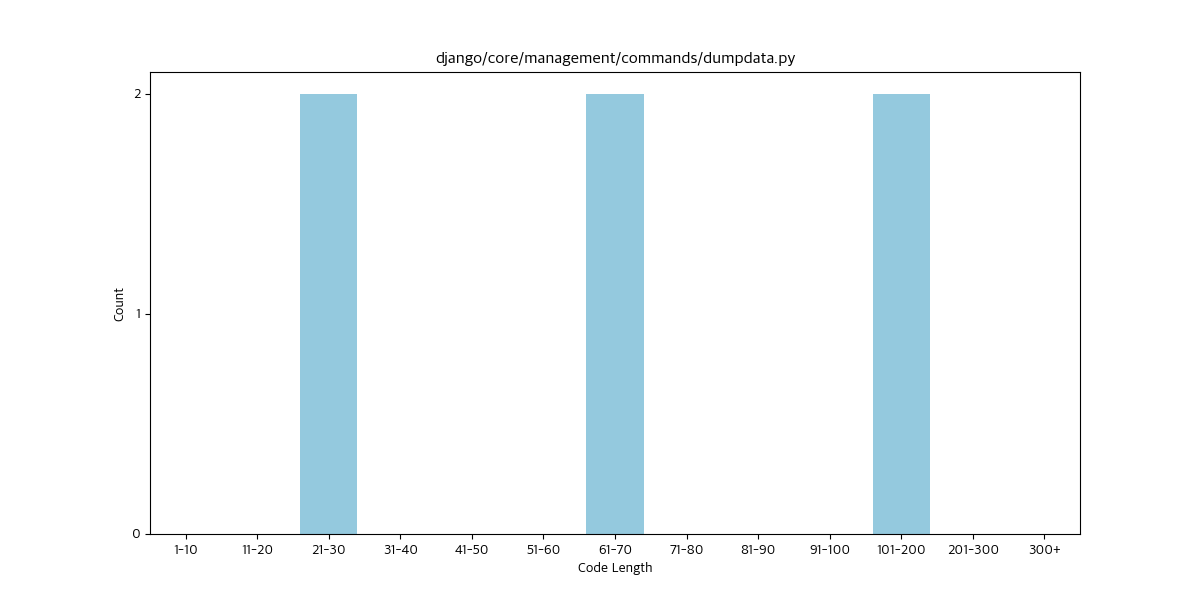 django/core/management/commands/dumpdata.py
2
1
0
Count
1-10 11-20 21-30 31-40 41-50 51-60 61-70 71-80 81-90 91-100 101-200 201-300 300+
Code Length